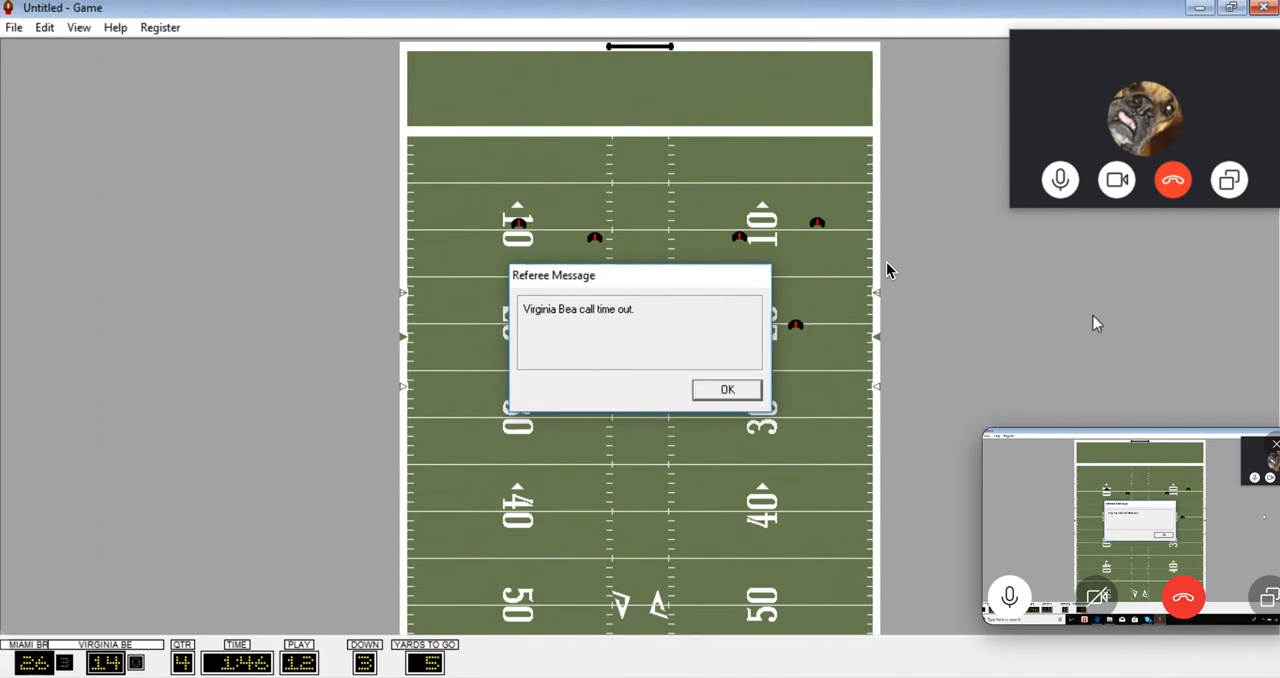 Untitled - Game
File Edit View Help Register
10 10
Referee Message
Virginia Bea call time out.
OK
40 40
50 50
MIAMI BR VIRGINIA BE QTR TIME PLAY DOWN YARDS TO GO
26 3 14 0 4 1:46 12 3 5